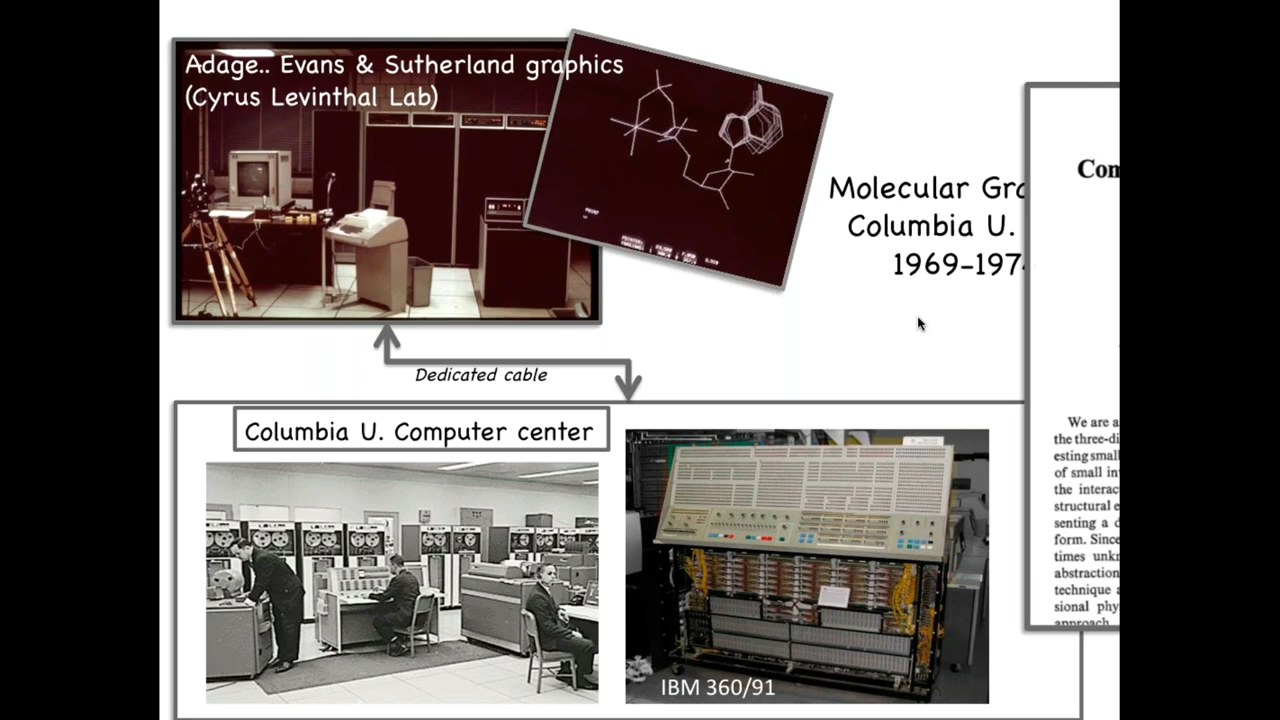 Adage.. Evans & Sutherland graphics
(Cyrus Levinthal Lab)
Molecular Gra
Columbia U.
1969-197
Dedicated cable
Columbia U. Computer center
IBM 360/91
Com
We are a
the three-di
esting small
of small in
the interac
structural e
senting a d
form. Since
times unkn
abstraction
technique a
sional phy
approach